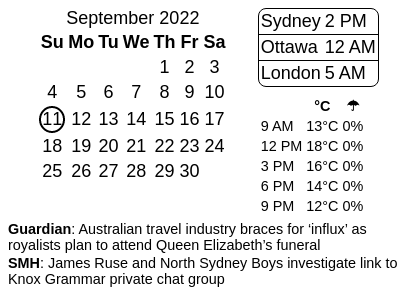 September 2022
Su Mo Tu We Th Fr Sa
1 2 3
4 5 6 7 8 9 10
11 12 13 14 15 16 17
18 19 20 21 22 23 24
25 26 27 28 29 30
Sydney 2 PM
Ottawa 12 AM
London 5 AM
°C ☂
9 AM 13°C 0%
12 PM 18°C 0%
3 PM 16°C 0%
6 PM 14°C 0%
9 PM 12°C 0%
Guardian: Australian travel industry braces for ‘influx’ as
royalists plan to attend Queen Elizabeth’s funeral
SMH: James Ruse and North Sydney Boys investigate link to
Knox Grammar private chat group